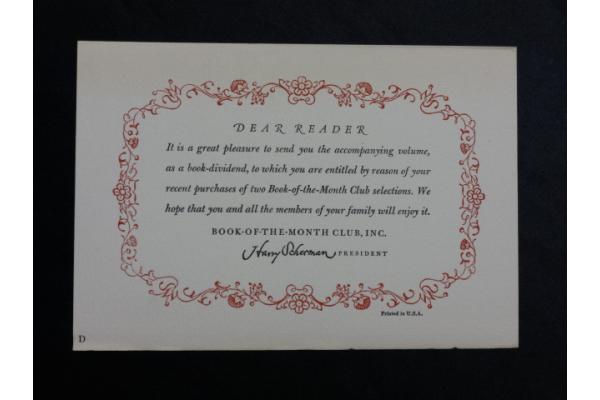 DEAR READER
It is a great pleasure to send you the accompanying volume,
as a book-dividend, to which you are entitled by reason of your
recent purchases of two Book-of-the-Month Club selections. We
hope that you and all the members of your family will enjoy it.
BOOK-OF-THE-MONTH CLUB, INC.
Harry Scherman PRESIDENT
Printed in U.S.A.
D